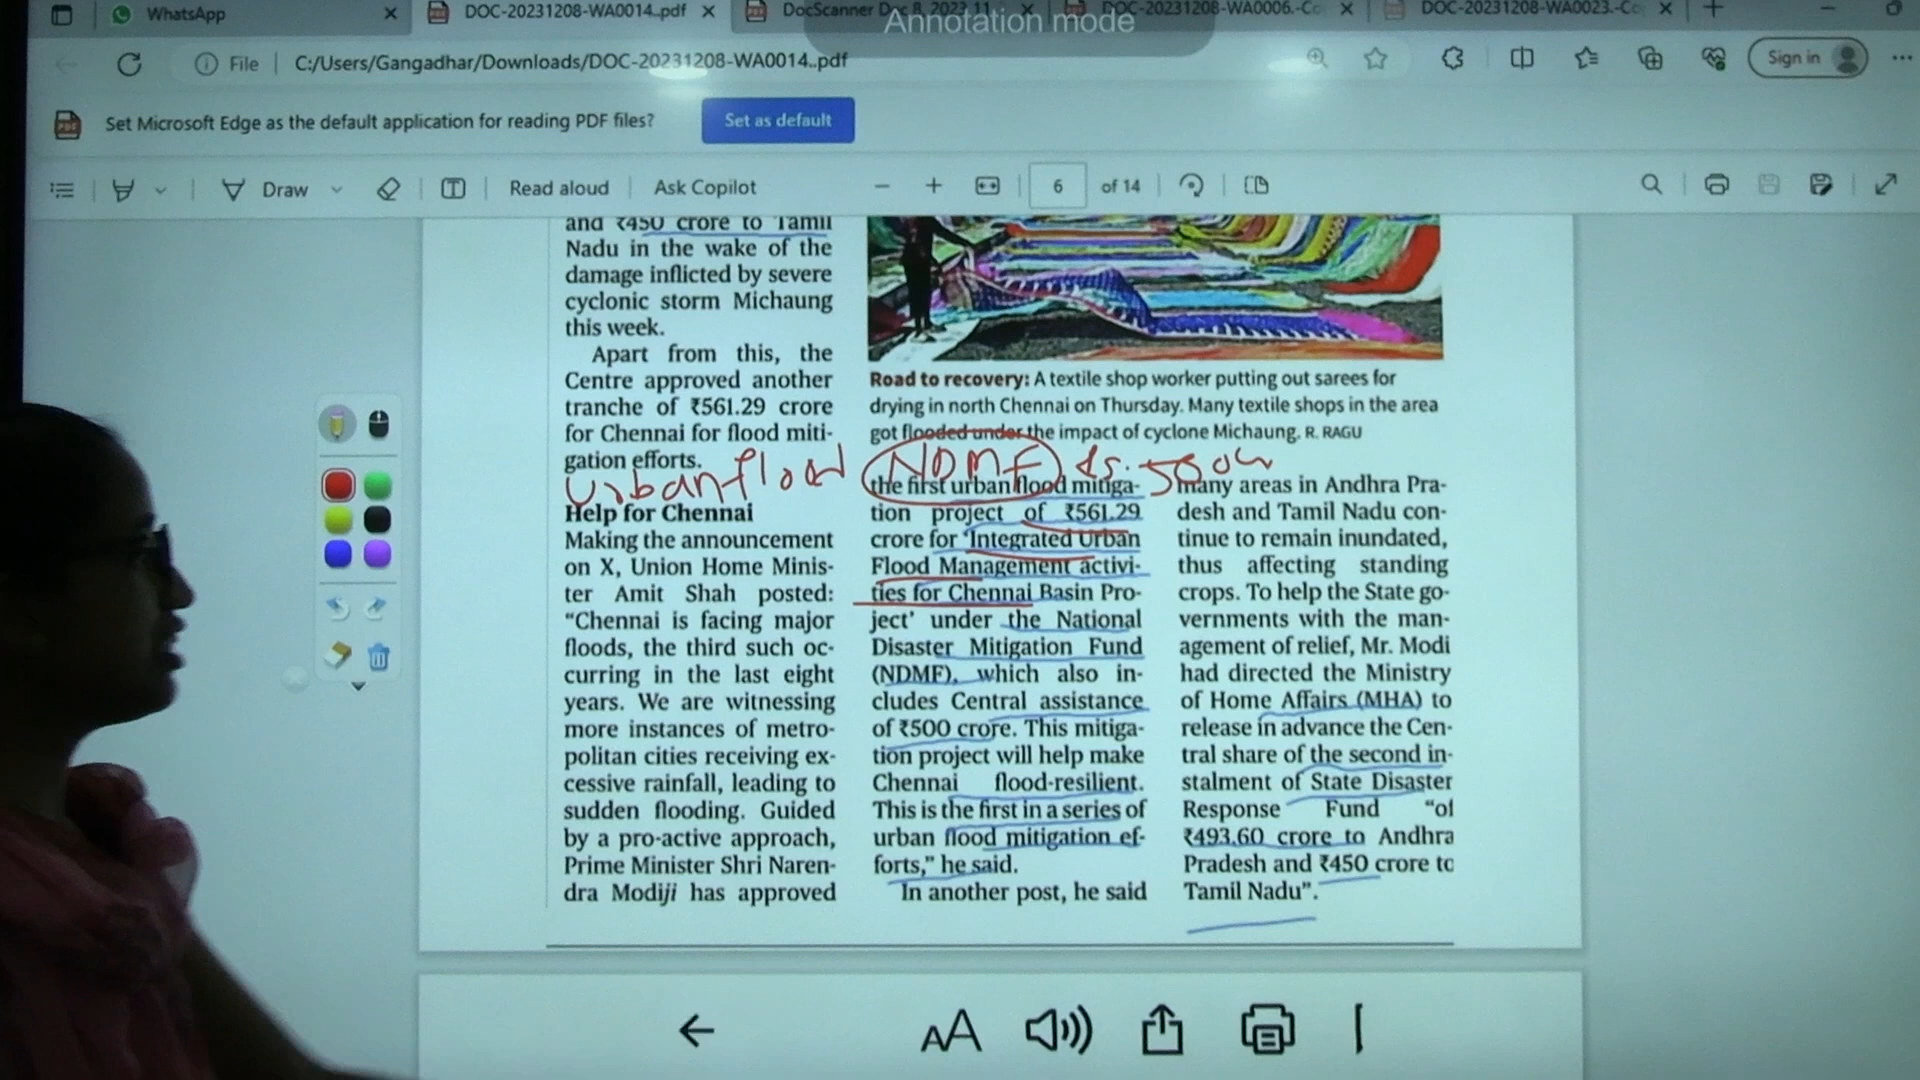 WhatsApp
DOC-20231208-WA0014..pdf
DocScanner Dec 8, 2023 11
DOC-20231208-WA0006.-Co
DOC-20231208-WA0023.-Co
Annotation mode
File
C:/Users/Gangadhar/Downloads/DOC-20231208-WA0014..pdf
Sign in
Set Microsoft Edge as the default application for reading PDF files?
Set as default
Draw
Read aloud
Ask Copilot
6
of 14
and ₹450 crore to Tamil
Nadu in the wake of the
damage inflicted by severe
cyclonic storm Michaung
this week.
Apart from this, the
Centre approved another
tranche of ₹561.29 crore
for Chennai for flood miti-
gation efforts.
Help for Chennai
Making the announcement
on X, Union Home Minis-
ter Amit Shah posted:
“Chennai is facing major
floods, the third such oc-
curring in the last eight
years. We are witnessing
more instances of metro-
politan cities receiving ex-
cessive rainfall, leading to
sudden flooding. Guided
by a pro-active approach,
Prime Minister Shri Naren-
dra Modiji has approved
Road to recovery: A textile shop worker putting out sarees for
drying in north Chennai on Thursday. Many textile shops in the area
got flooded under the impact of cyclone Michaung. R. RAGU
Urban flood NDMF
the first urban flood mitiga-
tion project of ₹561.29
crore for ‘Integrated Urban
Flood Management activi-
ties for Chennai Basin Pro-
ject’ under the National
Disaster Mitigation Fund
(NDMF), which also in-
cludes Central assistance
of ₹500 crore. This mitiga-
tion project will help make
Chennai flood-resilient.
This is the first in a series of
urban flood mitigation ef-
forts,” he said.
In another post, he said
many areas in Andhra Pra-
desh and Tamil Nadu con-
tinue to remain inundated,
thus affecting standing
crops. To help the State go-
vernments with the man-
agement of relief, Mr. Modi
had directed the Ministry
of Home Affairs (MHA) to
release in advance the Cen-
tral share of the second in-
stalment of State Disaster
Response Fund “of
₹493.60 crore to Andhra
Pradesh and ₹450 crore to
Tamil Nadu”.
AA